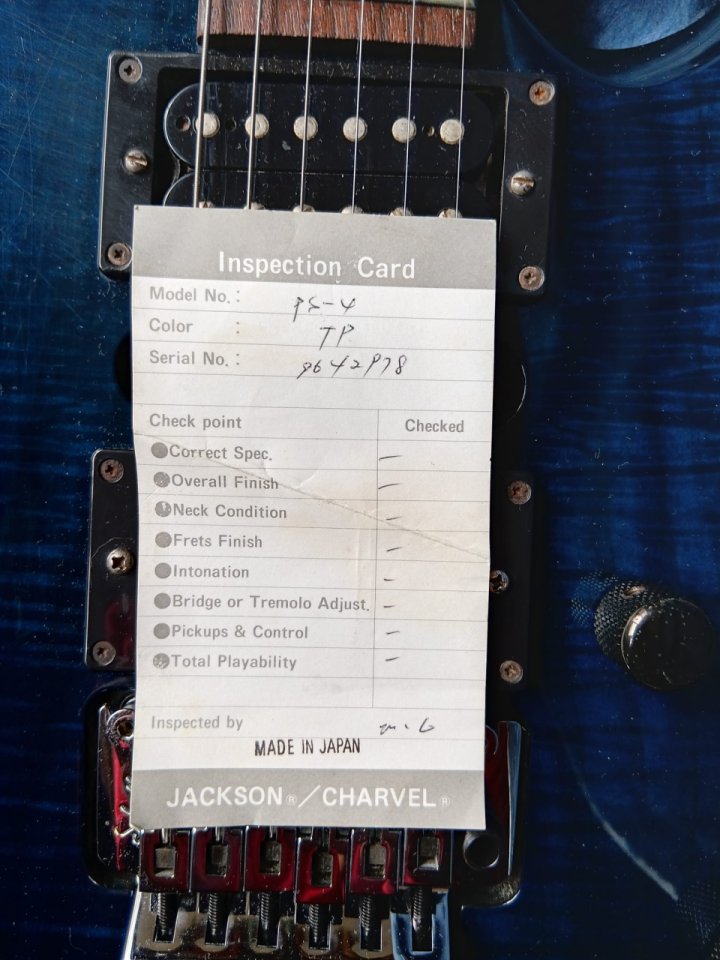 Inspection Card
Model No. : PS-4
Color : TP
Serial No. : 9642978
Check point Checked
Correct Spec. —
Overall Finish —
Neck Condition —
Frets Finish —
Intonation —
Bridge or Tremolo Adjust. —
Pickups & Control —
Total Playability —
Inspected by
MADE IN JAPAN
JACKSON®/CHARVEL®